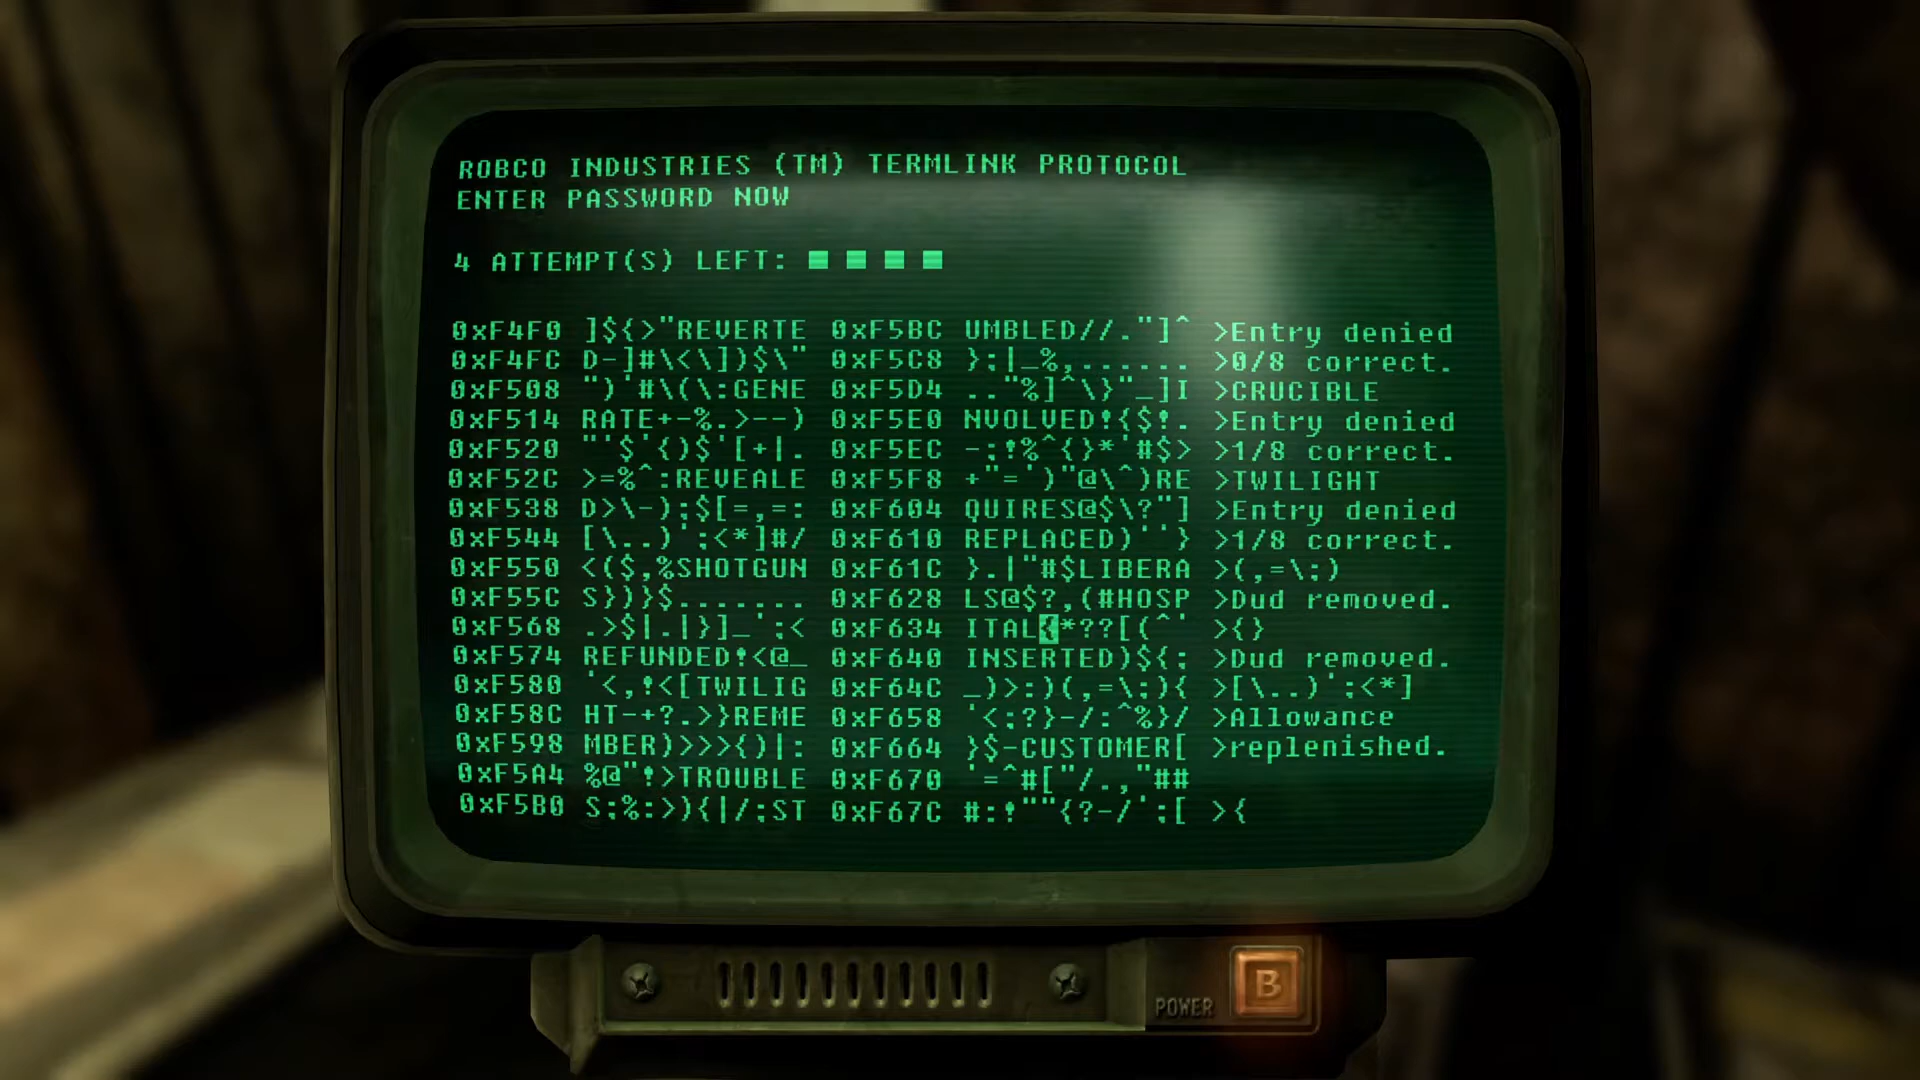 ROBCO INDUSTRIES (TM) TERMLINK PROTOCOL
ENTER PASSWORD NOW
4 ATTEMPT(S) LEFT: ■ ■ ■ ■
0xF4F0 ]${>"REVERTE 0xF5BC UMBLED//."]^ >Entry denied
0xF4FC D-]#\<\])$\" 0xF5C8 };|_%,...... >0/8 correct.
0xF508 ")'#\(\:GENE 0xF5D4 .."%]^\}"_]I >CRUCIBLE
0xF514 RATE+-%.>--) 0xF5E0 NVOLVED!{$!. >Entry denied
0xF520 "'$'{)$'[+|. 0xF5EC -;!%^{}*'#$> >1/8 correct.
0xF52C >=%^:REVEALE 0xF5F8 +"=')"@\^)RE >TWILIGHT
0xF538 D>\-);$[=,=: 0xF604 QUIRES@$\?"] >Entry denied
0xF544 [\..)';<*]#/ 0xF610 REPLACED)''} >1/8 correct.
0xF550 <($,%SHOTGUN 0xF61C }.|"#$LIBERA >(,=\;)
0xF55C S})}$....... 0xF628 LS@$?,(#HOSP >Dud removed.
0xF568 .>$|.|}]_';< 0xF634 ITAL{*??[(^' >{}
0xF574 REFUNDED!<@_ 0xF640 INSERTED)${; >Dud removed.
0xF580 '<,!<[TWILIG 0xF64C _)>:)(,=\;){ >[\..)';<*]
0xF58C HT-+?.>}REME 0xF658 '<;?}-/:^%}/ >Allowance
0xF598 MBER)>>>{)|: 0xF664 }$-CUSTOMER[ >replenished.
0xF5A4 %@"!>TROUBLE 0xF670 '=^#["/.,"##
0xF5B0 S;%:>){|/;ST 0xF67C #:!""{?-/';[ >{
POWER B